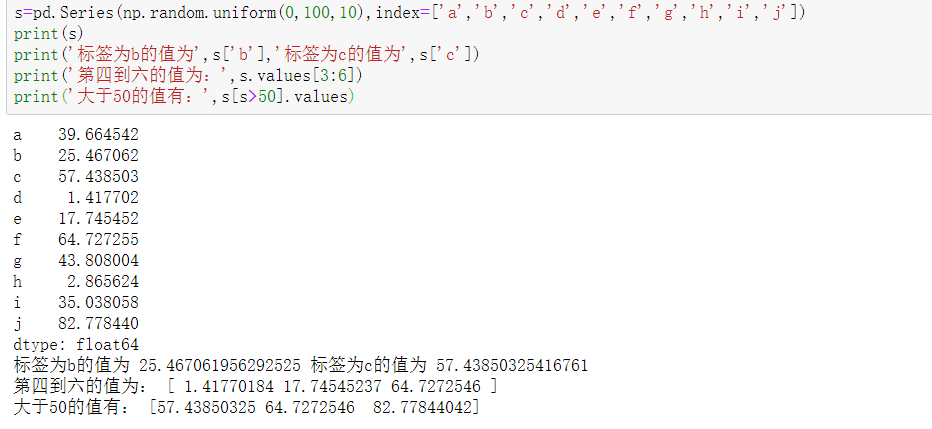 s=pd.Series(np.random.uniform(0,100,10),index=['a','b','c','d','e','f','g','h','i','j'])
print(s)
print('标签为b的值为',s['b'],'标签为c的值为',s['c'])
print('第四到六的值为：',s.values[3:6])
print('大于50的值有：',s[s>50].values)
a    39.664542
b    25.467062
c    57.438503
d     1.417702
e    17.745452
f    64.727255
g    43.808004
h     2.865624
i    35.038058
j    82.778440
dtype: float64
标签为b的值为 25.467061956292525 标签为c的值为 57.43850325416761
第四到六的值为： [ 1.41770184 17.74545237 64.7272546 ]
大于50的值有： [57.43850325 64.7272546  82.77844042]